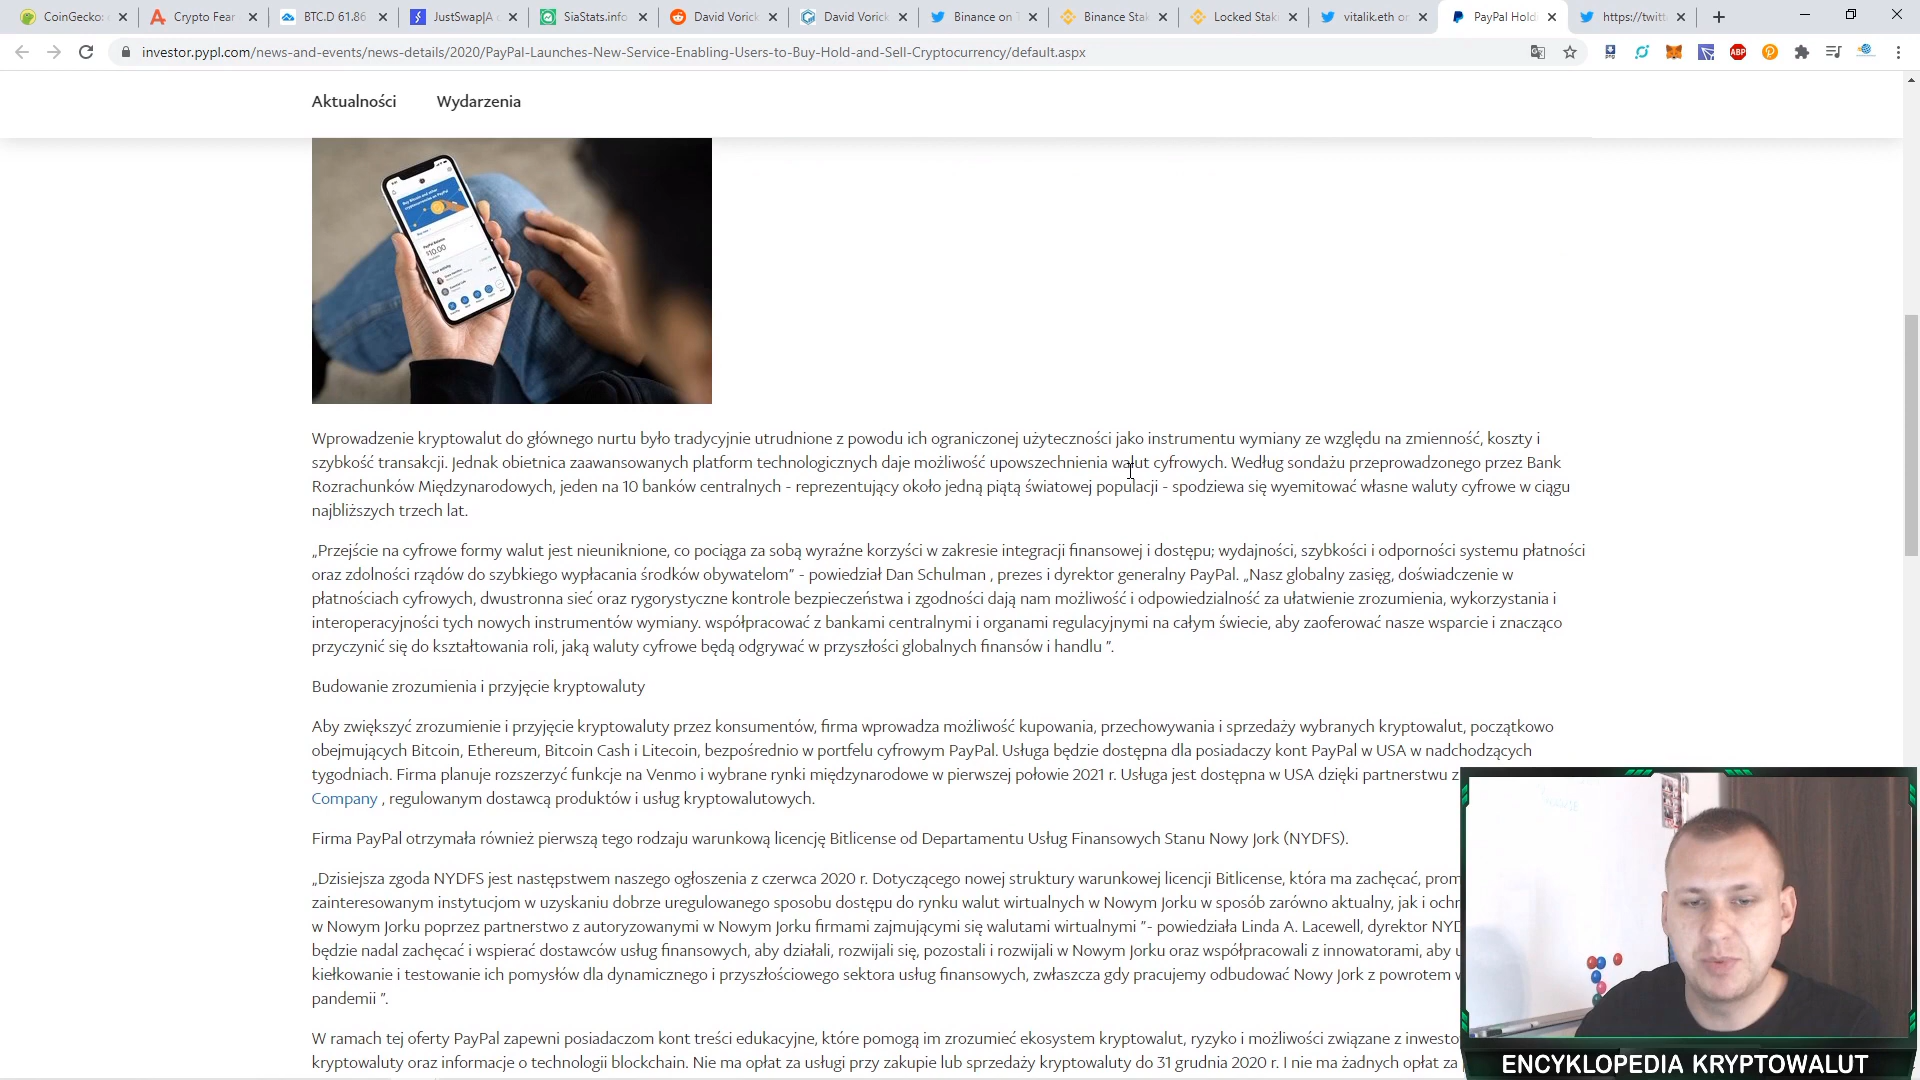 CoinGecko:
Crypto Fear
BTC.D 61.86
JustSwap|A c
SiaStats.info
David Vorick
David Vorick
Binance on T
Binance Stak
Locked Stak
vitalik.eth on
PayPal Hold
https://twitt
investor.pypl.com/news-and-events/news-details/2020/PayPal-Launches-New-Service-Enabling-Users-to-Buy-Hold-and-Sell-Cryptocurrency/default.aspx
ABP
Aktualności Wydarzenia
PayPal Balance
$10.00
Wprowadzenie kryptowalut do głównego nurtu było tradycyjnie utrudnione z powodu ich ograniczonej użyteczności jako instrumentu wymiany ze względu na zmienność, koszty i
szybkość transakcji. Jednak obietnica zaawansowanych platform technologicznych daje możliwość upowszechnienia walut cyfrowych. Według sondażu przeprowadzonego przez Bank
Rozrachunków Międzynarodowych, jeden na 10 banków centralnych - reprezentujący około jedną piątą światowej populacji - spodziewa się wyemitować własne waluty cyfrowe w ciągu
najbliższych trzech lat.
„Przejście na cyfrowe formy walut jest nieuniknione, co pociąga za sobą wyraźne korzyści w zakresie integracji finansowej i dostępu; wydajności, szybkości i odporności systemu płatności
oraz zdolności rządów do szybkiego wypłacania środków obywatelom” - powiedział Dan Schulman , prezes i dyrektor generalny PayPal. „Nasz globalny zasięg, doświadczenie w
płatnościach cyfrowych, dwustronna sieć oraz rygorystyczne kontrole bezpieczeństwa i zgodności dają nam możliwość i odpowiedzialność za ułatwienie zrozumienia, wykorzystania i
interoperacyjności tych nowych instrumentów wymiany. współpracować z bankami centralnymi i organami regulacyjnymi na całym świecie, aby zaoferować nasze wsparcie i znacząco
przyczynić się do kształtowania roli, jaką waluty cyfrowe będą odgrywać w przyszłości globalnych finansów i handlu ”.
Budowanie zrozumienia i przyjęcie kryptowaluty
Aby zwiększyć zrozumienie i przyjęcie kryptowaluty przez konsumentów, firma wprowadza możliwość kupowania, przechowywania i sprzedaży wybranych kryptowalut, początkowo
obejmujących Bitcoin, Ethereum, Bitcoin Cash i Litecoin, bezpośrednio w portfelu cyfrowym PayPal. Usługa będzie dostępna dla posiadaczy kont PayPal w USA w nadchodzących
tygodniach. Firma planuje rozszerzyć funkcje na Venmo i wybrane rynki międzynarodowe w pierwszej połowie 2021 r. Usługa jest dostępna w USA dzięki partnerstwu z
Company , regulowanym dostawcą produktów i usług kryptowalutowych.
Firma PayPal otrzymała również pierwszą tego rodzaju warunkową licencję Bitlicense od Departamentu Usług Finansowych Stanu Nowy Jork (NYDFS).
„Dzisiejsza zgoda NYDFS jest następstwem naszego ogłoszenia z czerwca 2020 r. Dotyczącego nowej struktury warunkowej licencji Bitlicense, która ma zachęcać, prom
zainteresowanym instytucjom w uzyskaniu dobrze uregulowanego sposobu dostępu do rynku walut wirtualnych w Nowym Jorku w sposób zarówno aktualny, jak i ochr
w Nowym Jorku poprzez partnerstwo z autoryzowanymi w Nowym Jorku firmami zajmującymi się walutami wirtualnymi ”- powiedziała Linda A. Lacewell, dyrektor NYD
będzie nadal zachęcać i wspierać dostawców usług finansowych, aby działali, rozwijali się, pozostali i rozwijali w Nowym Jorku oraz współpracowali z innowatorami, aby u
kiełkowanie i testowanie ich pomysłów dla dynamicznego i przyszłościowego sektora usług finansowych, zwłaszcza gdy pracujemy odbudować Nowy Jork z powrotem w
pandemii ”.
W ramach tej oferty PayPal zapewni posiadaczom kont treści edukacyjne, które pomogą im zrozumieć ekosystem kryptowalut, ryzyko i możliwości związane z inwesto
kryptowaluty oraz informacje o technologii blockchain. Nie ma opłat za usługi przy zakupie lub sprzedaży kryptowaluty do 31 grudnia 2020 r. I nie ma żadnych opłat za
ENCYKLOPEDIA KRYPTOWALUT